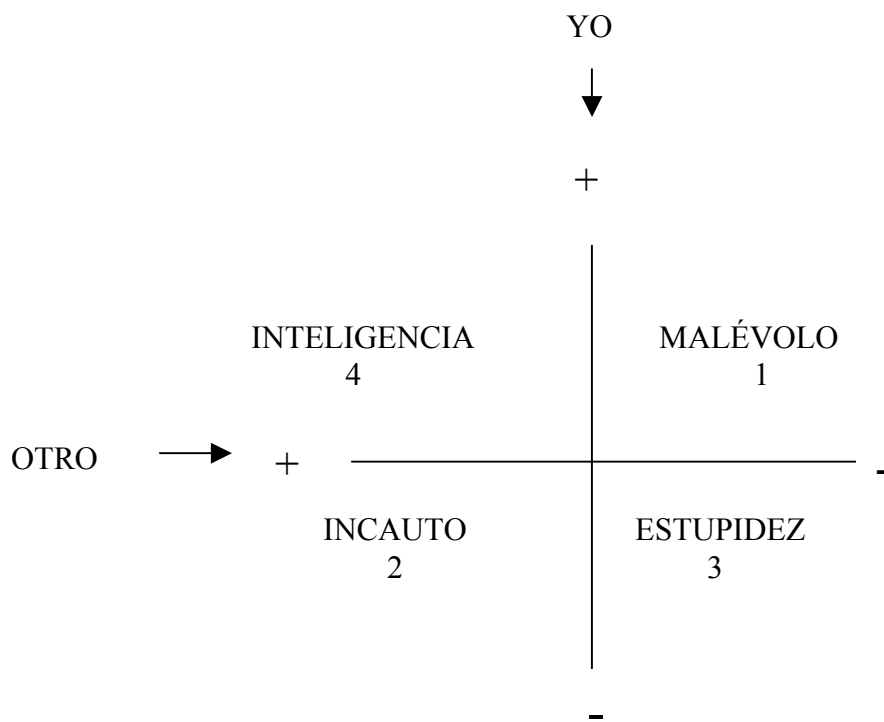 YO
+
INTELIGENCIA MALÉVOLO
4 1
OTRO + -
INCAUTO ESTUPIDEZ
2 3
-